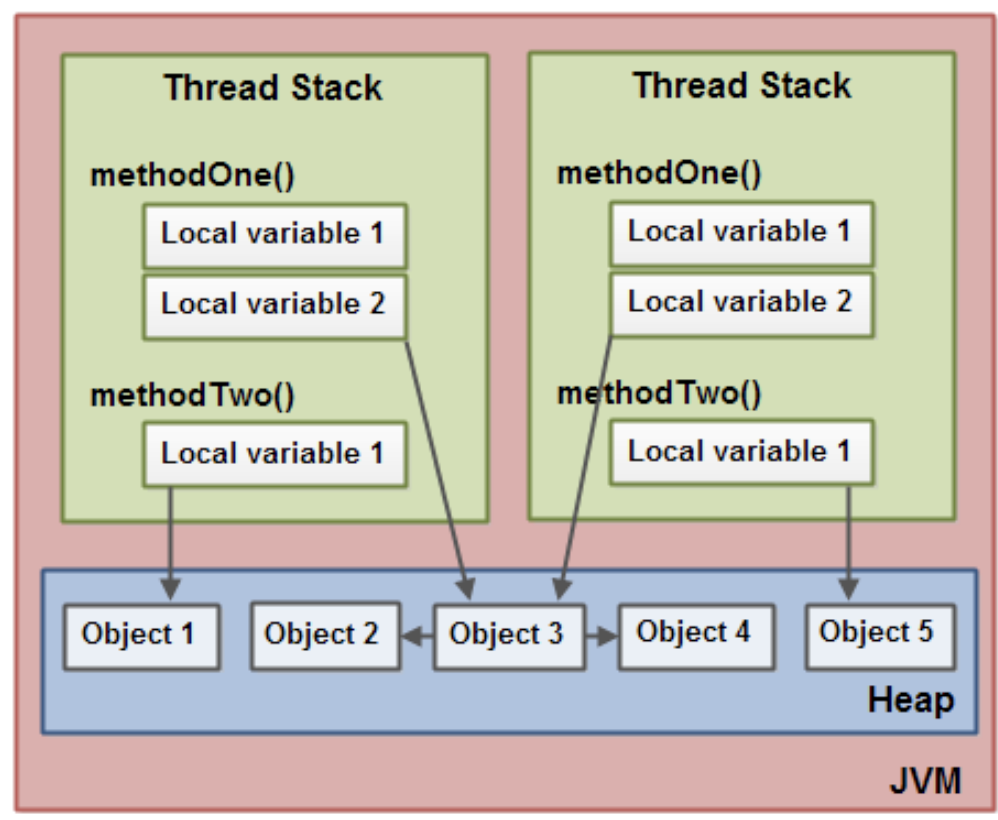 Thread Stack
methodOne()
Local variable 1
Local variable 2
methodTwo()
Local variable 1
Thread Stack
methodOne()
Local variable 1
Local variable 2
methodTwo()
Local variable 1
Object 1
Object 2
Object 3
Object 4
Object 5
Heap
JVM